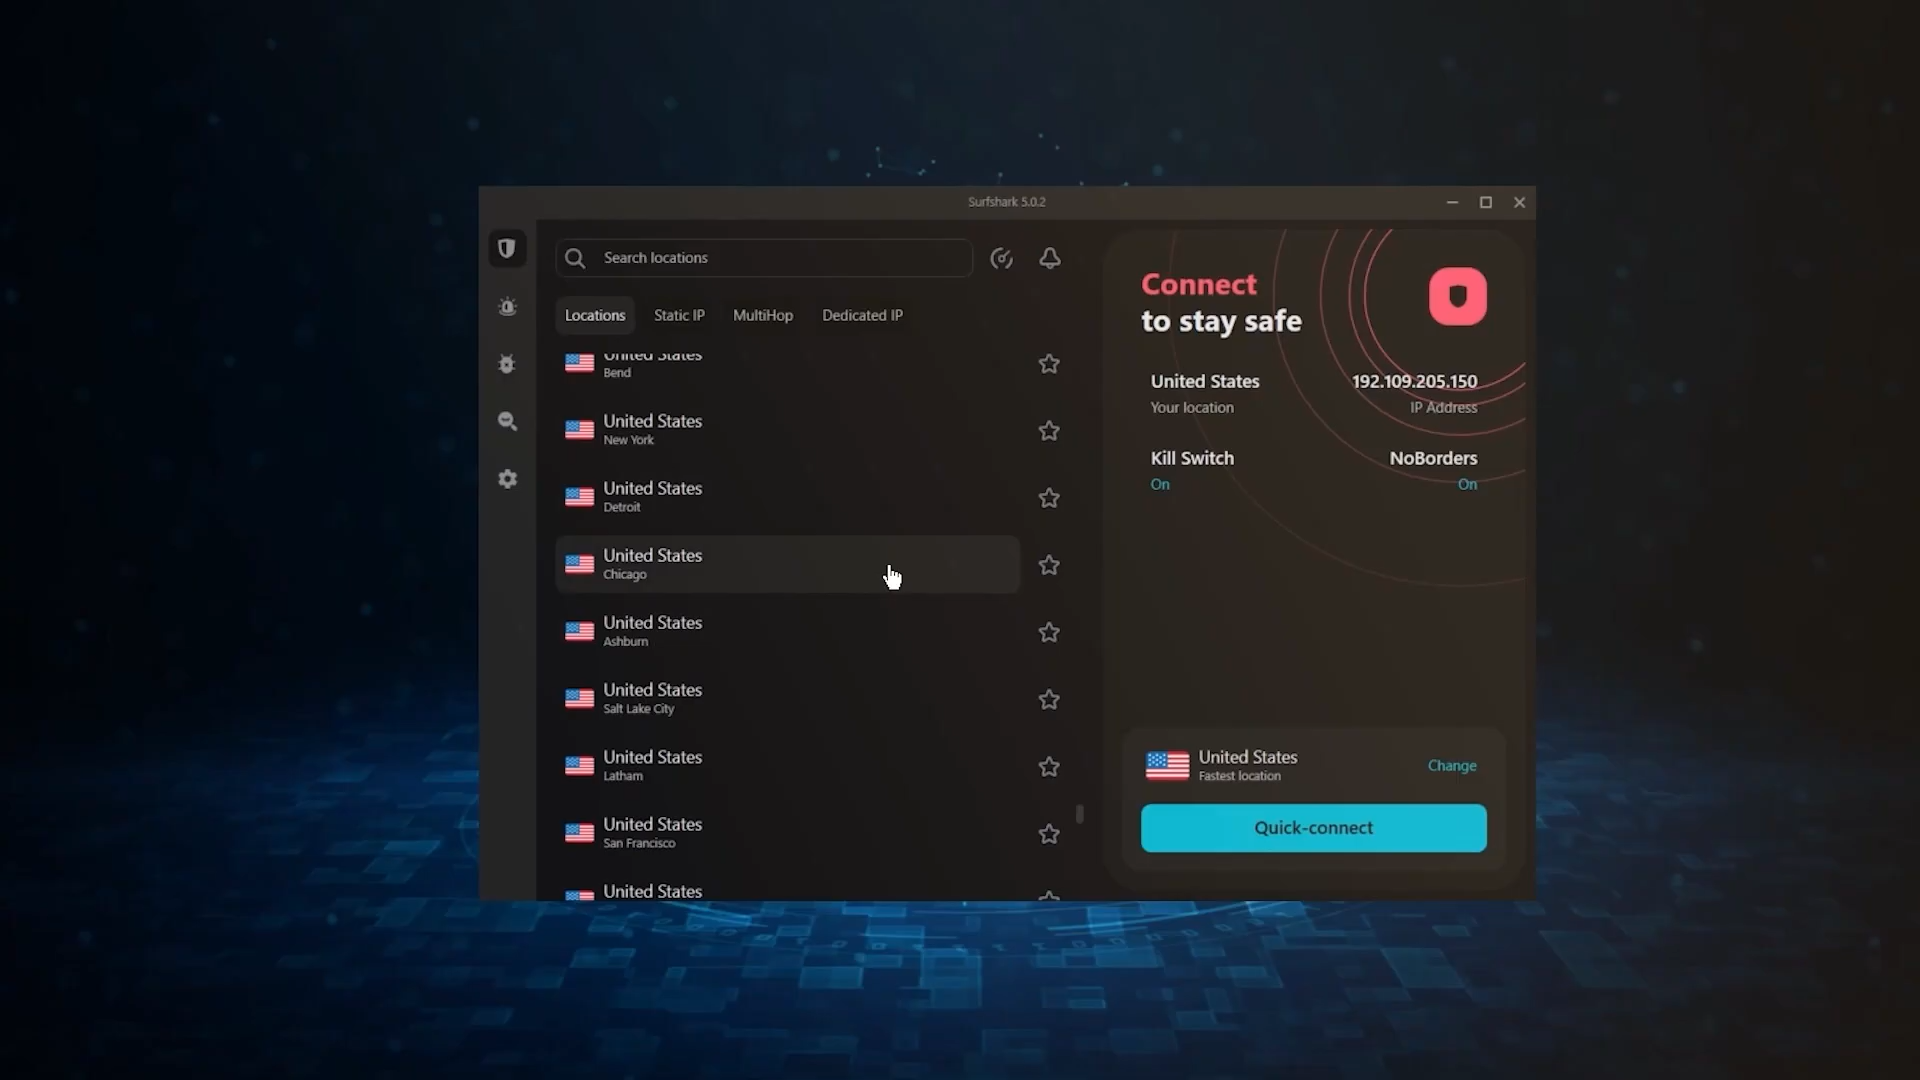 Surfshark 5.0.2
Search locations
Locations
Static IP
MultiHop
Dedicated IP
United States
Bend
United States
New York
United States
Detroit
United States
Chicago
United States
Ashburn
United States
Salt Lake City
United States
Latham
United States
San Francisco
United States
Connect
to stay safe
United States
192.109.205.150
Your location
IP Address
Kill Switch
NoBorders
On
On
United States
Fastest location
Change
Quick-connect